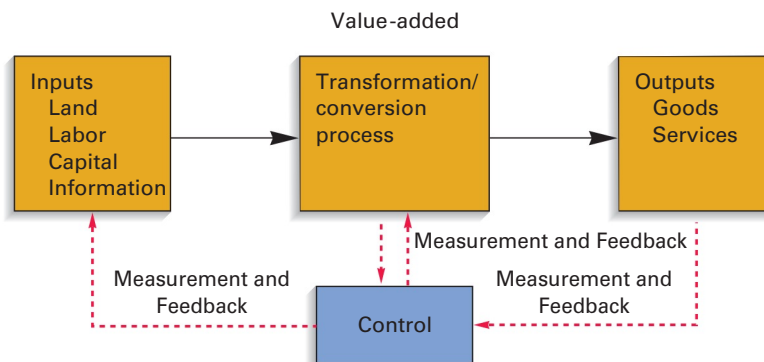 Value-added
Inputs
Land
Labor
Capital
Information
Transformation/
conversion
process
Outputs
Goods
Services
Measurement and Feedback
Measurement and
Feedback
Measurement and
Feedback
Control